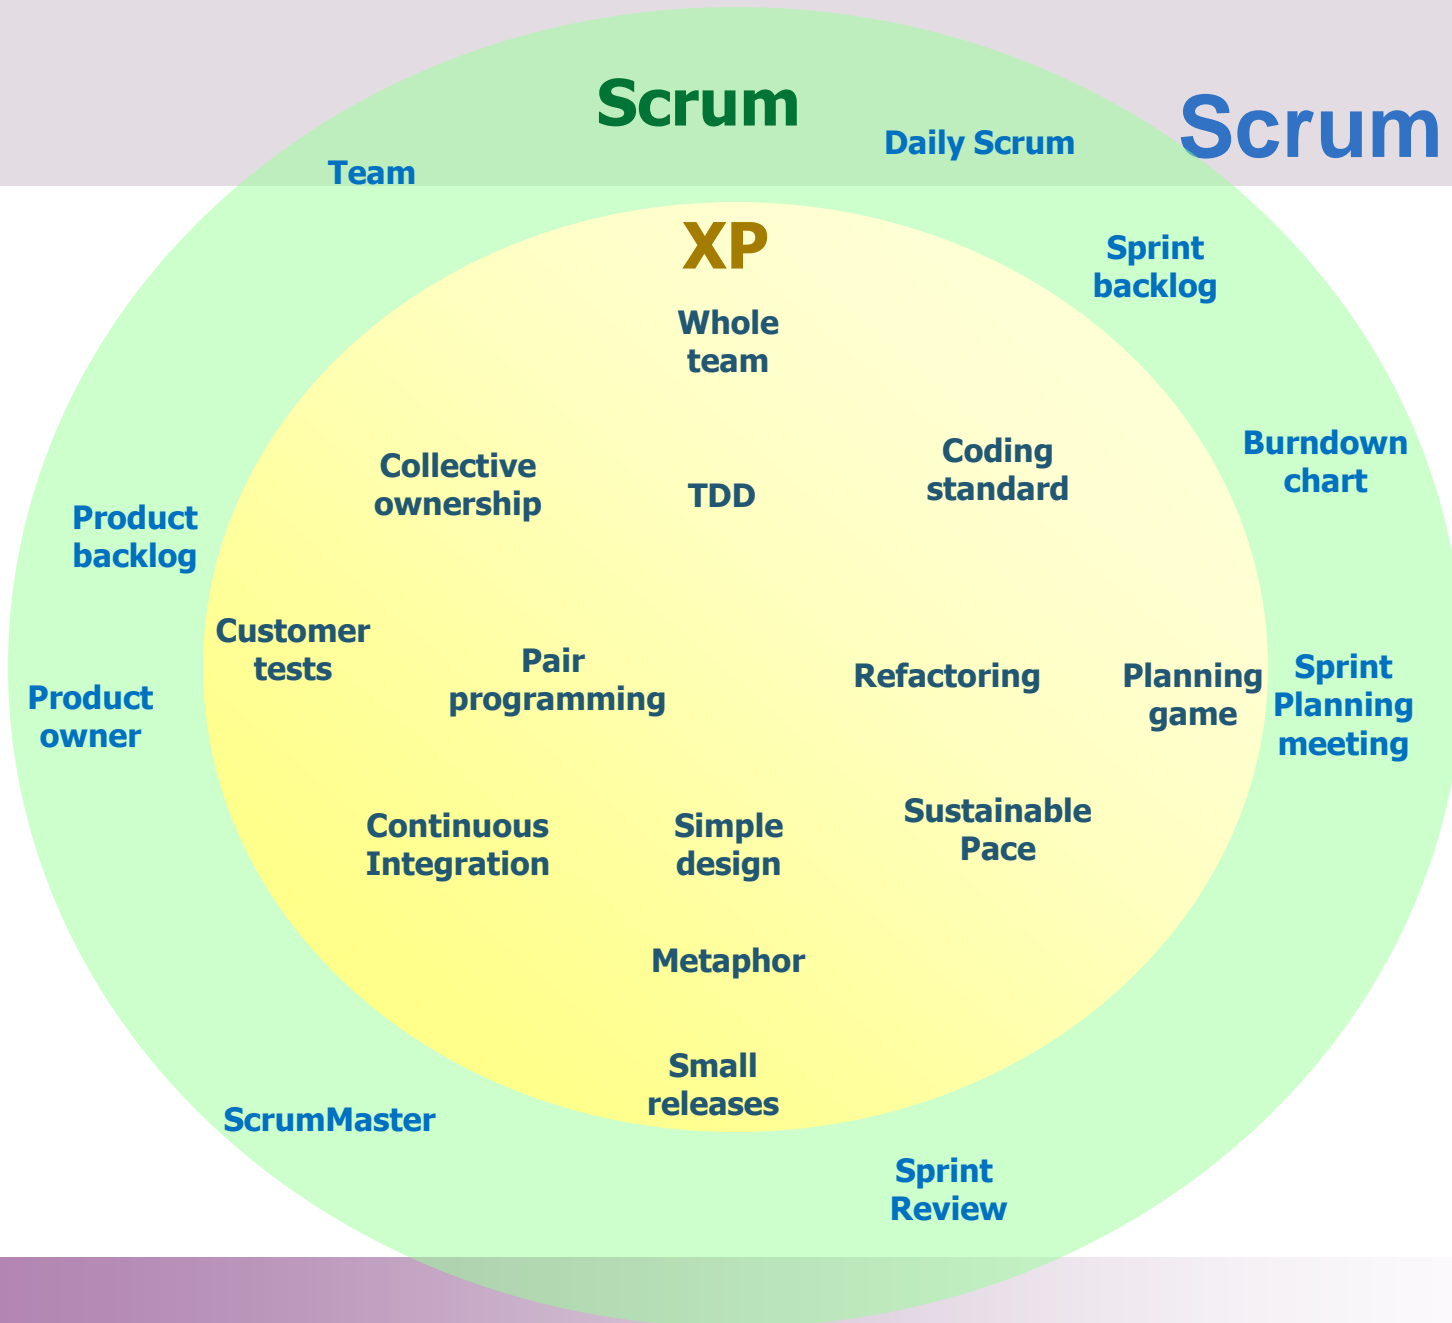 Scrum
Scrum
Daily Scrum
Team
XP
Sprint
backlog
Whole
team
Collective
ownership
TDD
Coding
standard
Burndown
chart
Product
backlog
Customer
tests
Pair
programming
Refactoring
Planning
game
Sprint
Planning
meeting
Product
owner
Continuous
Integration
Simple
design
Sustainable
Pace
Metaphor
Small
releases
ScrumMaster
Sprint
Review